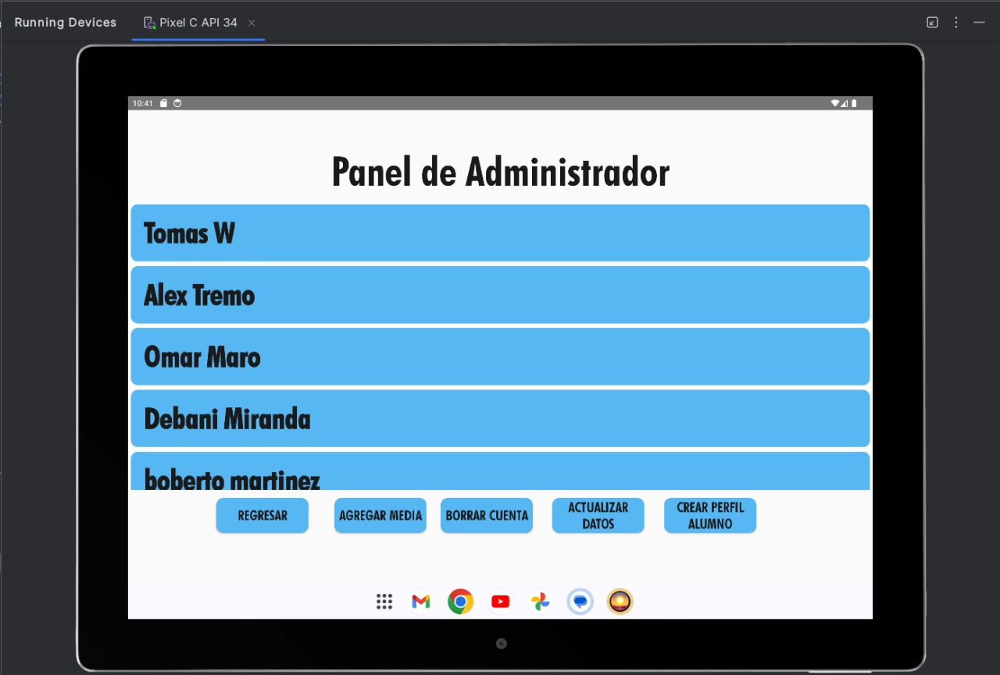 Running Devices
Pixel C API 34
10:41
Panel de Administrador
Tomas W
Alex Tremo
Omar Maro
Debani Miranda
boberto martinez
REGRESAR
AGREGAR MEDIA
BORRAR CUENTA
ACTUALIZAR
DATOS
CREAR PERFIL
ALUMNO